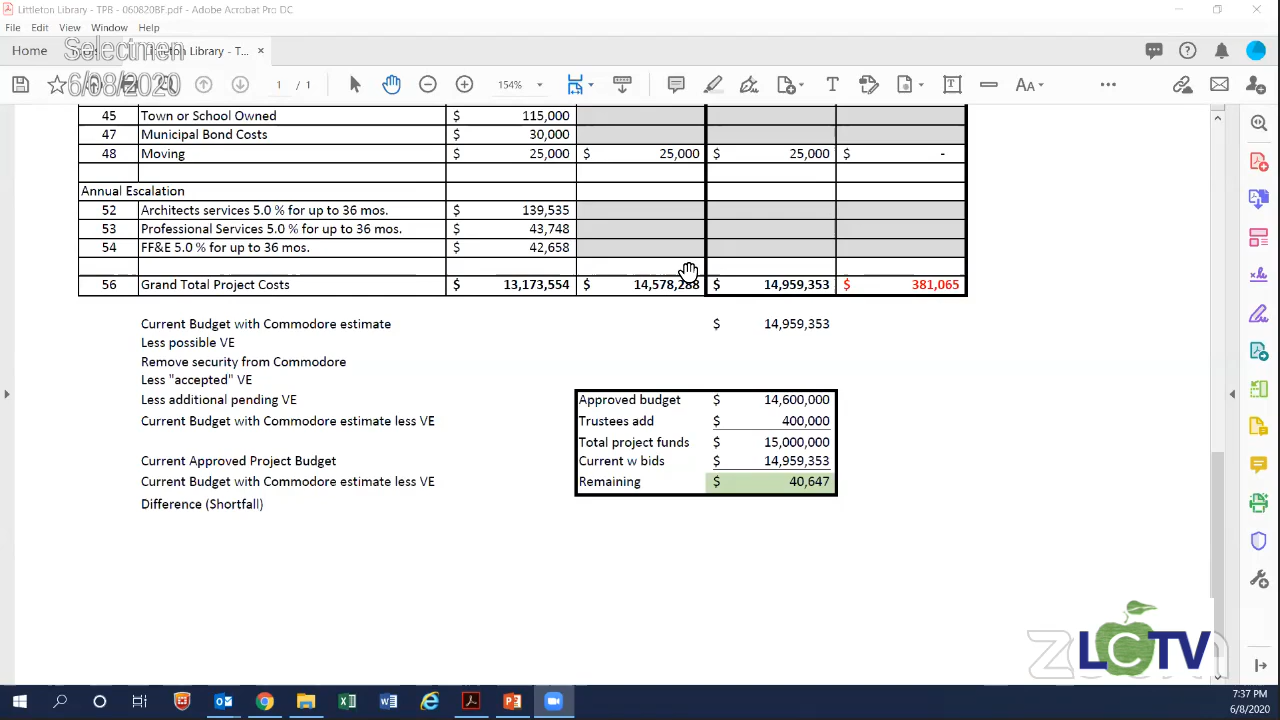 Littleton Library - TPB - 060820BF.pdf - Adobe Acrobat Pro DC
File Edit View Window Help
Home Littleton Library - T... ×
Selectmen
6/08/2020
1 / 1 154%
45 Town or School Owned $ 115,000
47 Municipal Bond Costs $ 30,000
48 Moving $ 25,000 $ 25,000 $ 25,000 $ -
Annual Escalation
52 Architects services 5.0 % for up to 36 mos. $ 139,535
53 Professional Services 5.0 % for up to 36 mos. $ 43,748
54 FF&E 5.0 % for up to 36 mos. $ 42,658
56 Grand Total Project Costs $ 13,173,554 $ 14,578,288 $ 14,959,353 $ 381,065
Current Budget with Commodore estimate $ 14,959,353
Less possible VE
Remove security from Commodore
Less "accepted" VE
Less additional pending VE
Current Budget with Commodore estimate less VE
Current Approved Project Budget
Current Budget with Commodore estimate less VE
Difference (Shortfall)
Approved budget $ 14,600,000
Trustees add $ 400,000
Total project funds $ 15,000,000
Current w bids $ 14,959,353
Remaining $ 40,647
zoom
LCTV
7:37 PM
6/8/2020